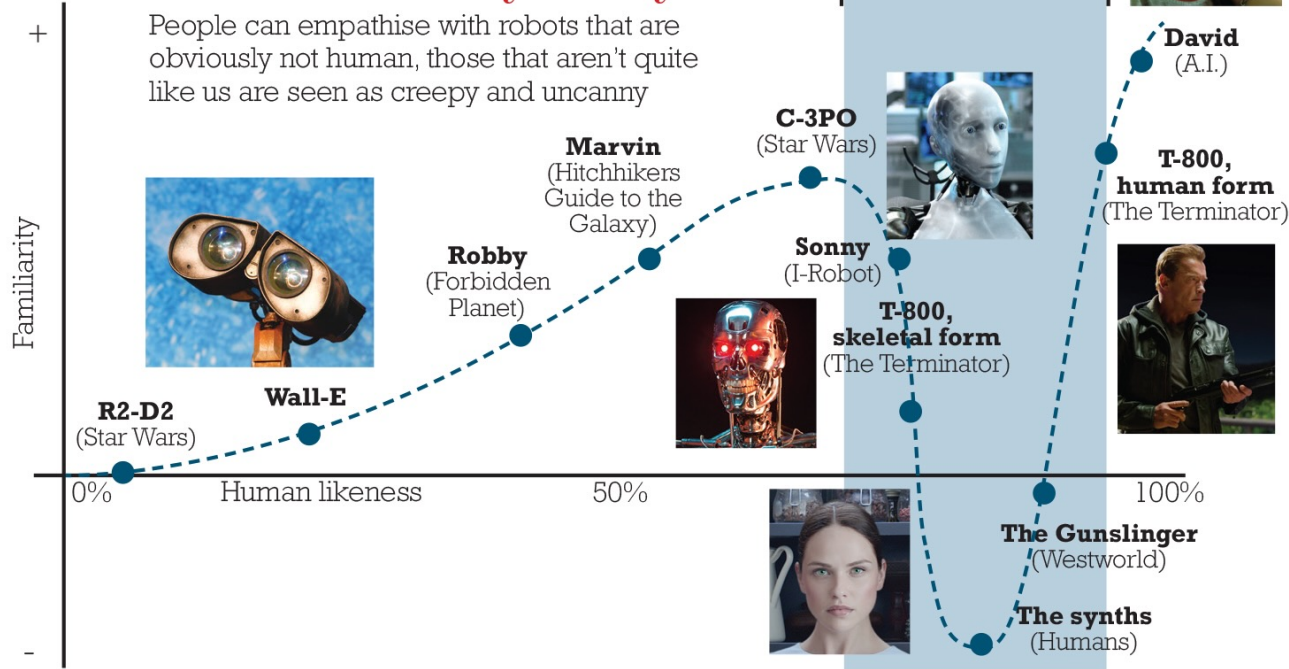 People can empathise with robots that are
obviously not human, those that aren't quite
like us are seen as creepy and uncanny
+
Familiarity
-
R2-D2
(Star Wars)
Wall-E
Robby
(Forbidden
Planet)
Marvin
(Hitchhikers
Guide to the
Galaxy)
C-3PO
(Star Wars)
Sonny
(I-Robot)
T-800,
skeletal form
(The Terminator)
David
(A.I.)
T-800,
human form
(The Terminator)
0%
Human likeness
50%
100%
The Gunslinger
(Westworld)
The synths
(Humans)